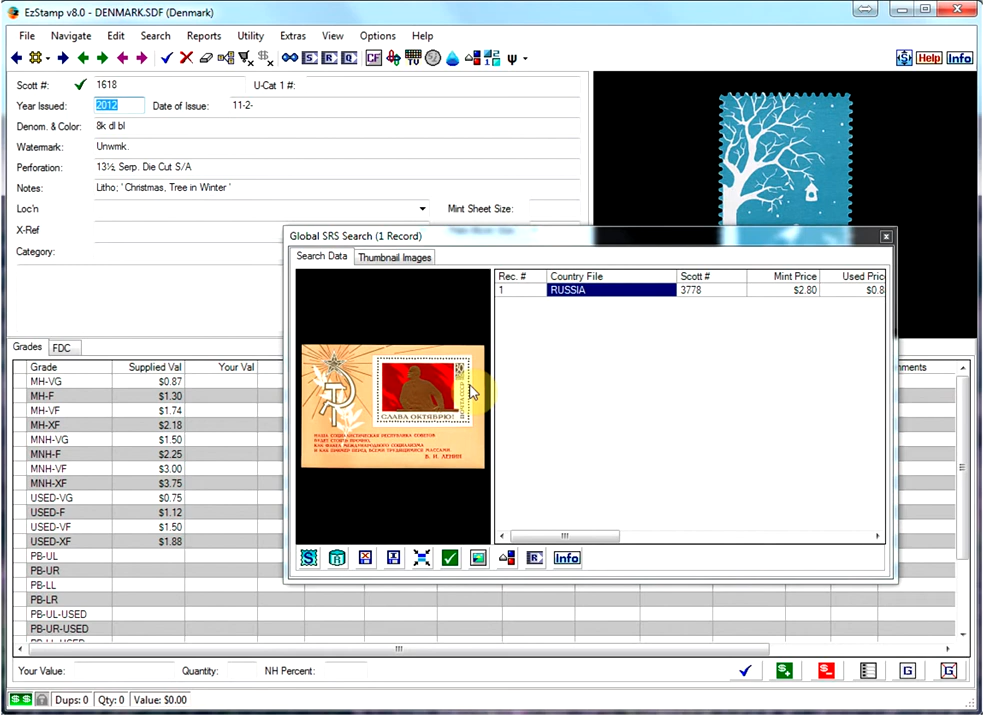 EzStamp v8.0 - DENMARK.SDF (Denmark)
File Navigate Edit Search Reports Utility Extras View Options Help
S R Q CF TV Help Info
Scott #: 1618 U-Cat 1 #:
Year Issued: 2012 Date of Issue: 11-2-
Denom. & Color: 8k dl bl
Watermark: Unwmk.
Perforation: 13½, Serp. Die Cut S/A
Notes: Litho; ' Christmas, Tree in Winter '
Loc'n Mint Sheet Size:
X-Ref
Category:
Global SRS Search (1 Record)
Search Data Thumbnail Images
Rec. # Country File Scott # Mint Price Used Pric
1 RUSSIA 3778 $2.80 $0.8
СЛАВА ОКТЯБРЮ!
В. И. ЛЕНИН
R Info
Grades FDC
Grade Supplied Val Your Val mments
MH-VG $0.87
MH-F $1.30
MH-VF $1.74
MH-XF $2.18
MNH-VG $1.50
MNH-F $2.25
MNH-VF $3.00
MNH-XF $3.75
USED-VG $0.75
USED-F $1.12
USED-VF $1.50
USED-XF $1.88
PB-UL
PB-UR
PB-LL
PB-LR
PB-UL-USED
PB-UR-USED
Your Value: Quantity: NH Percent:
$+ $- G G
$ $ Dups: 0 Qty: 0 Value: $0.00